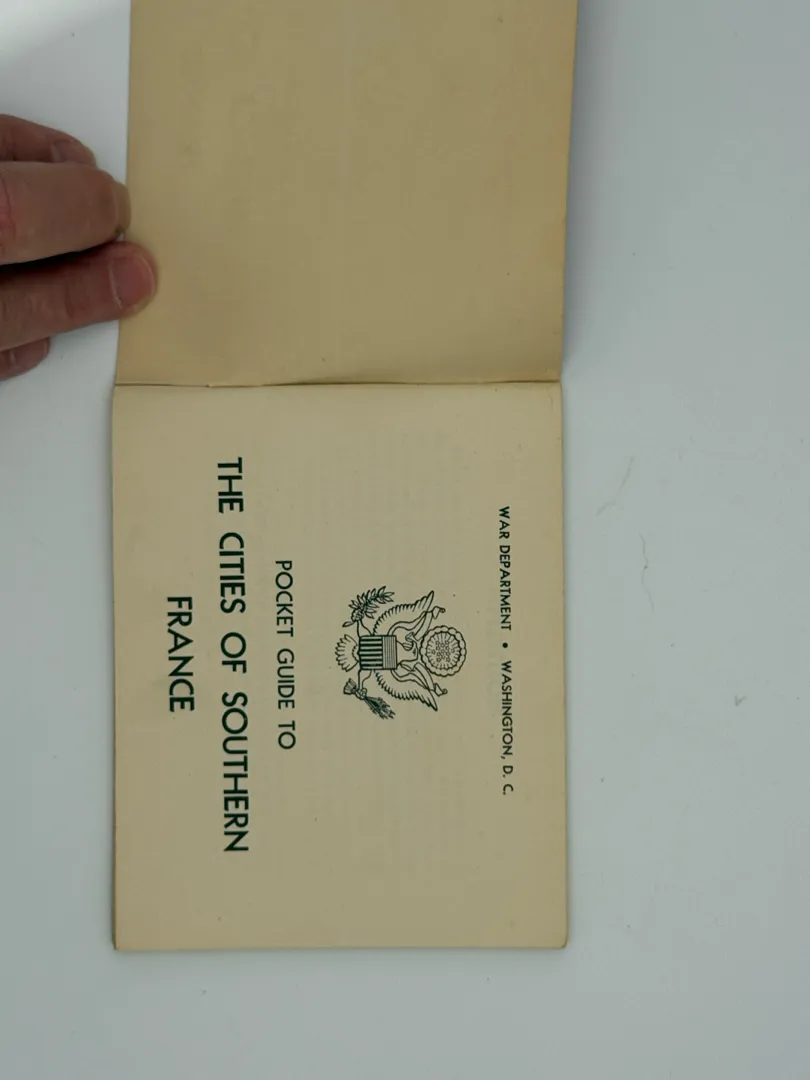 WAR DEPARTMENT • WASHINGTON, D. C.
POCKET GUIDE TO
THE CITIES OF SOUTHERN
FRANCE